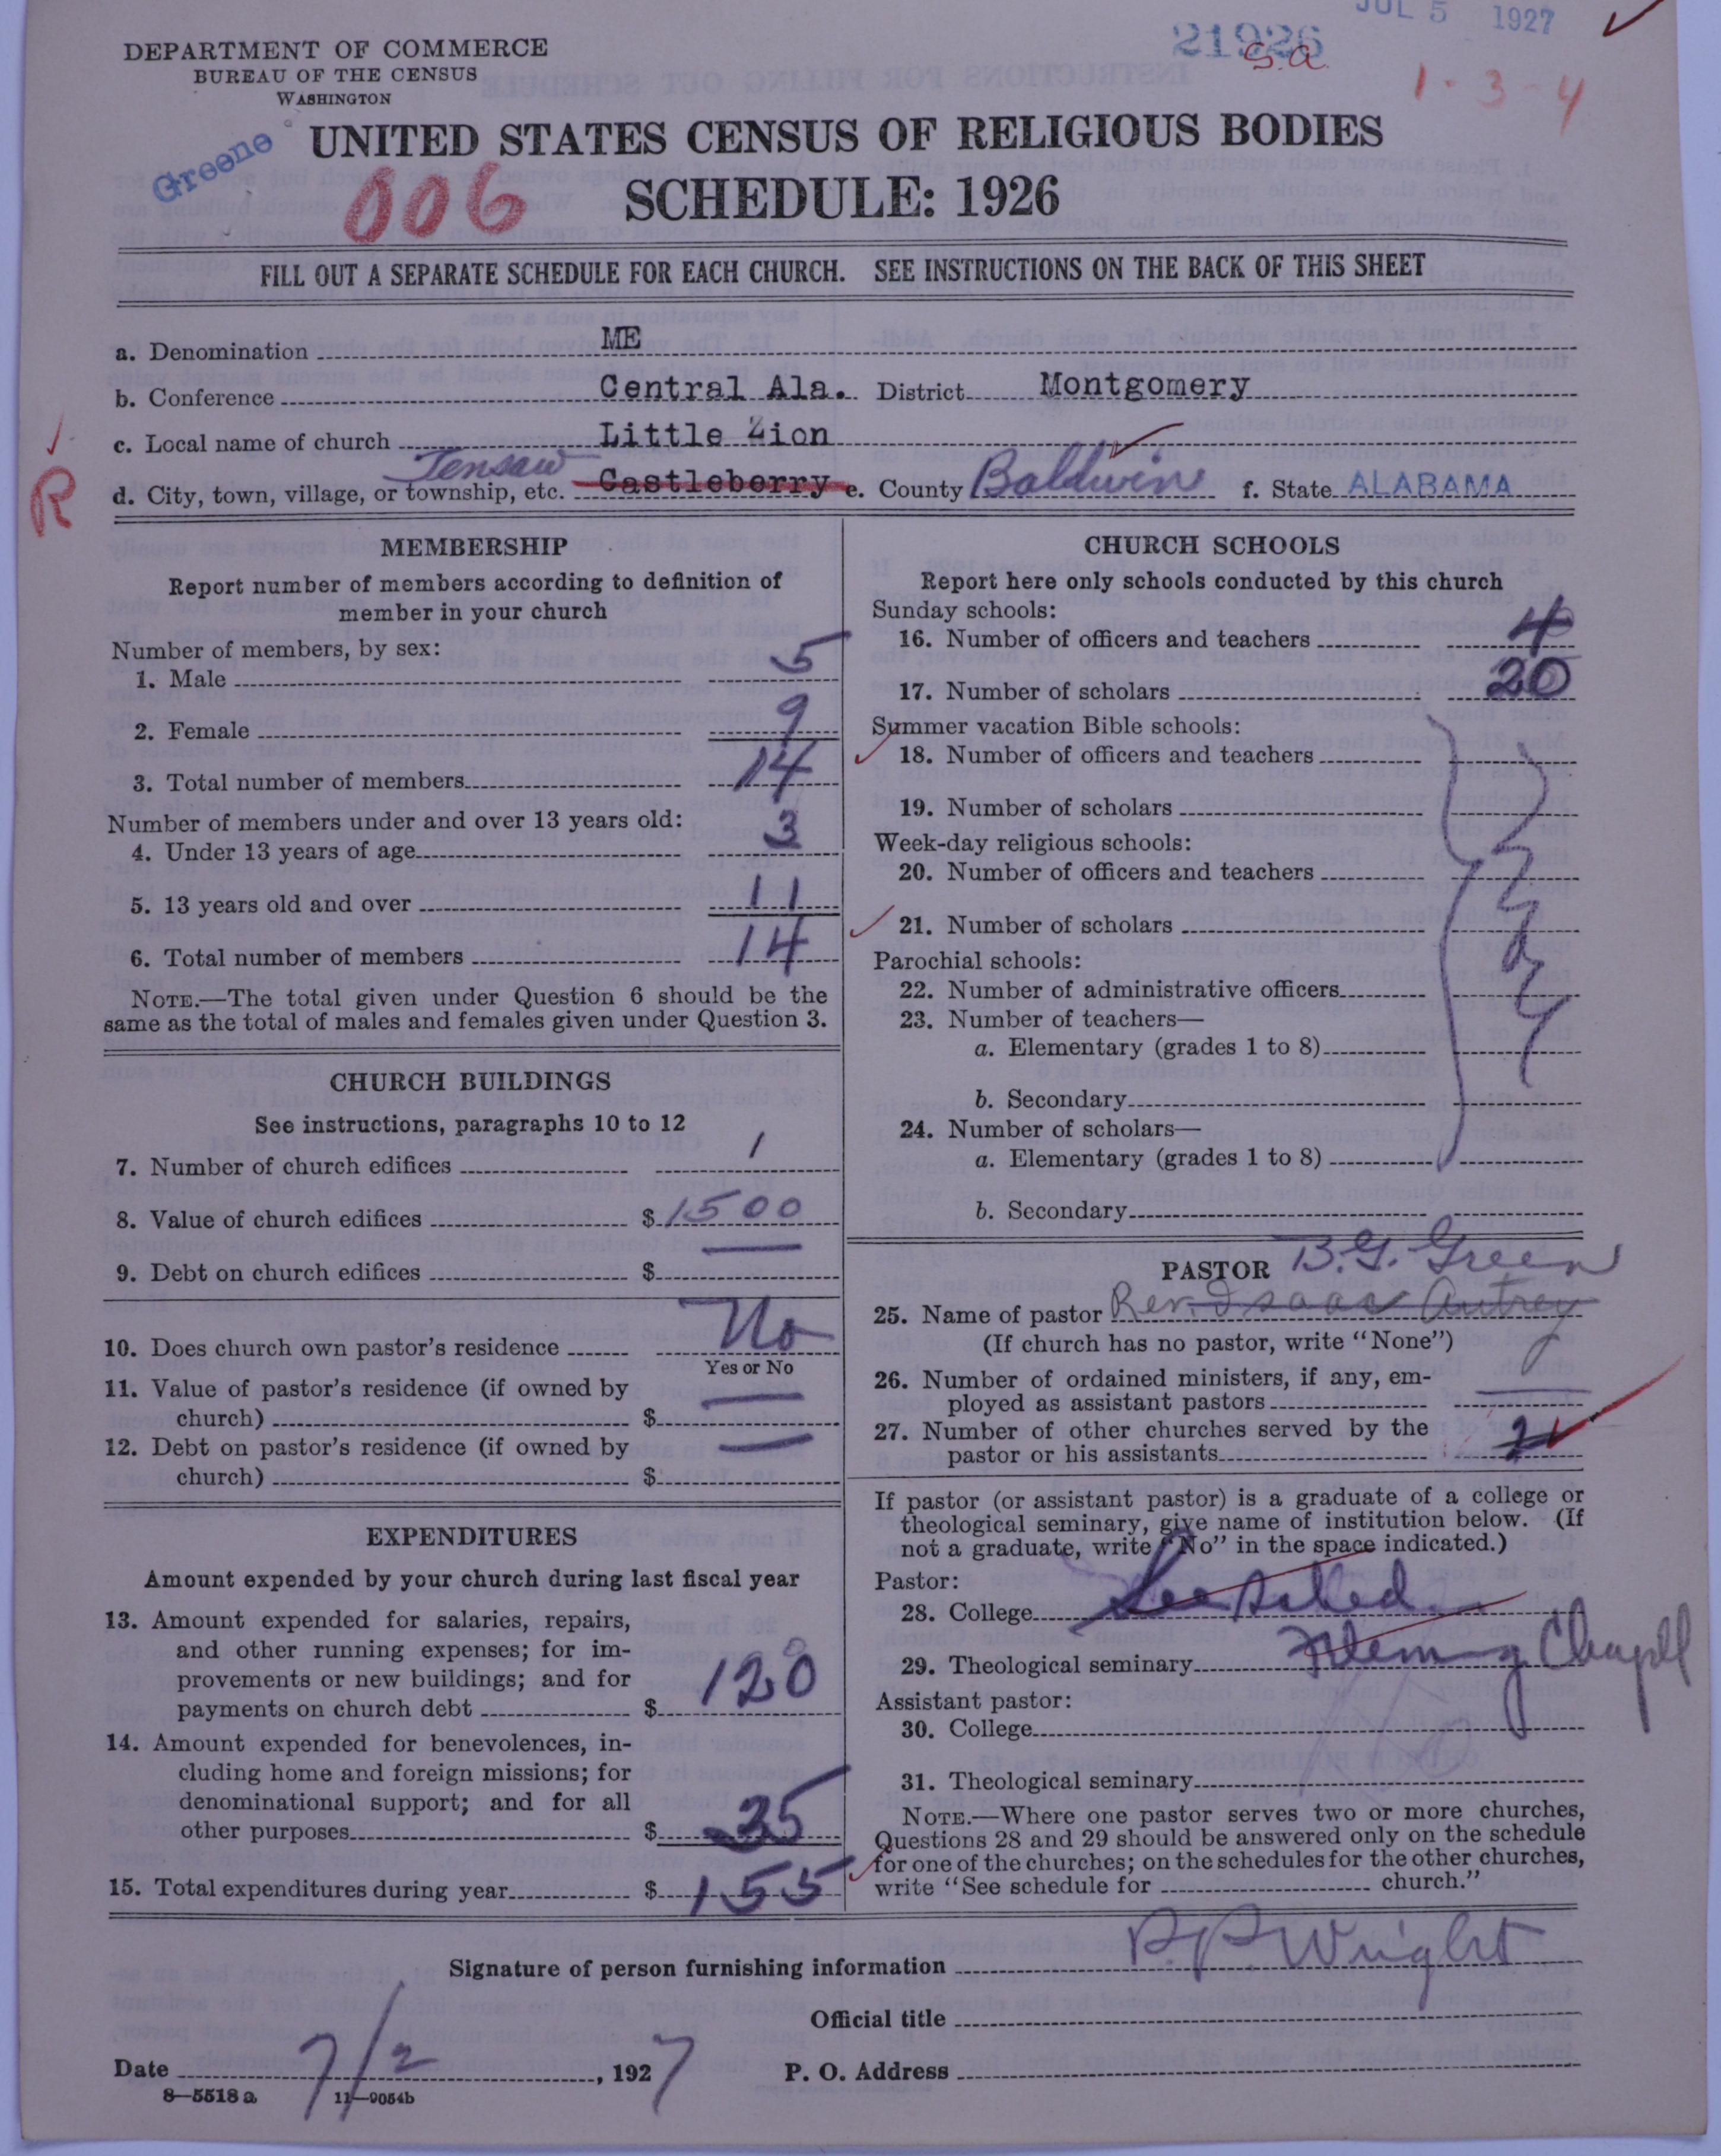 JUL 5 1927
21926
S.a.
1-3-4
DEPARTMENT OF COMMERCE
BUREAU OF THE CENSUS
WASHINGTON
Greene
006
UNITED STATES CENSUS OF RELIGIOUS BODIES
SCHEDULE: 1926
FILL OUT A SEPARATE SCHEDULE FOR EACH CHURCH. SEE INSTRUCTIONS ON THE BACK OF THIS SHEET
a. Denomination ME
b. Conference Central Ala. District Montgomery
c. Local name of church Little Zion
R
d. City, town, village, or township, etc. Tensaw Castleberry e. County Baldwin f. State ALABAMA
MEMBERSHIP
Report number of members according to definition of
member in your church
Number of members, by sex:
1. Male 5
2. Female 9
3. Total number of members 14
Number of members under and over 13 years old:
4. Under 13 years of age 3
5. 13 years old and over 11
6. Total number of members 14
NOTE.—The total given under Question 6 should be the
same as the total of males and females given under Question 3.
CHURCH BUILDINGS
See instructions, paragraphs 10 to 12
7. Number of church edifices 1
8. Value of church edifices $ 1500
9. Debt on church edifices $ —
10. Does church own pastor's residence No
Yes or No
11. Value of pastor's residence (if owned by
church) $ —
12. Debt on pastor's residence (if owned by
church) $ —
EXPENDITURES
Amount expended by your church during last fiscal year
13. Amount expended for salaries, repairs,
and other running expenses; for im-
provements or new buildings; and for
payments on church debt $ 120
14. Amount expended for benevolences, in-
cluding home and foreign missions; for
denominational support; and for all
other purposes $ 35
15. Total expenditures during year $ 155
CHURCH SCHOOLS
Report here only schools conducted by this church
Sunday schools:
16. Number of officers and teachers 4
17. Number of scholars 20
Summer vacation Bible schools:
18. Number of officers and teachers
19. Number of scholars
Week-day religious schools:
20. Number of officers and teachers
21. Number of scholars
Parochial schools:
22. Number of administrative officers
23. Number of teachers—
a. Elementary (grades 1 to 8)
b. Secondary
24. Number of scholars—
a. Elementary (grades 1 to 8)
b. Secondary
PASTOR B.G. Green
25. Name of pastor Rev. Isaac Autrey
(If church has no pastor, write "None")
26. Number of ordained ministers, if any, em-
ployed as assistant pastors —
27. Number of other churches served by the
pastor or his assistants 2
If pastor (or assistant pastor) is a graduate of a college or
theological seminary, give name of institution below. (If
not a graduate, write "No" in the space indicated.)
Pastor:
28. College See Sched
29. Theological seminary Fleming Chapell
Assistant pastor:
30. College
31. Theological seminary
NOTE.—Where one pastor serves two or more churches,
Questions 28 and 29 should be answered only on the schedule
for one of the churches; on the schedules for the other churches,
write "See schedule for church."
Signature of person furnishing information P.P. Wright
Official title
Date 7/2, 1927 P. O. Address
8—5518 a 11—9054b